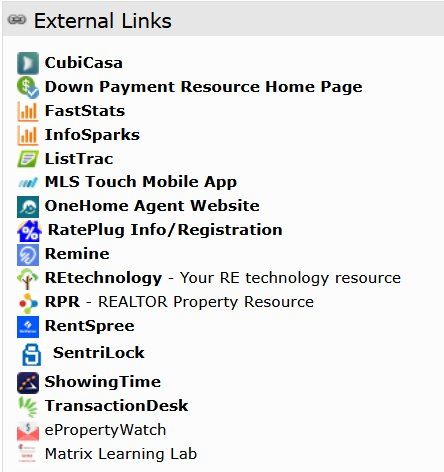 External Links
CubiCasa
Down Payment Resource Home Page
FastStats
InfoSparks
ListTrac
MLS Touch Mobile App
OneHome Agent Website
RatePlug Info/Registration
Remine
REtechnology - Your RE technology resource
RPR - REALTOR Property Resource
RentSpree
SentriLock
ShowingTime
TransactionDesk
ePropertyWatch
Matrix Learning Lab